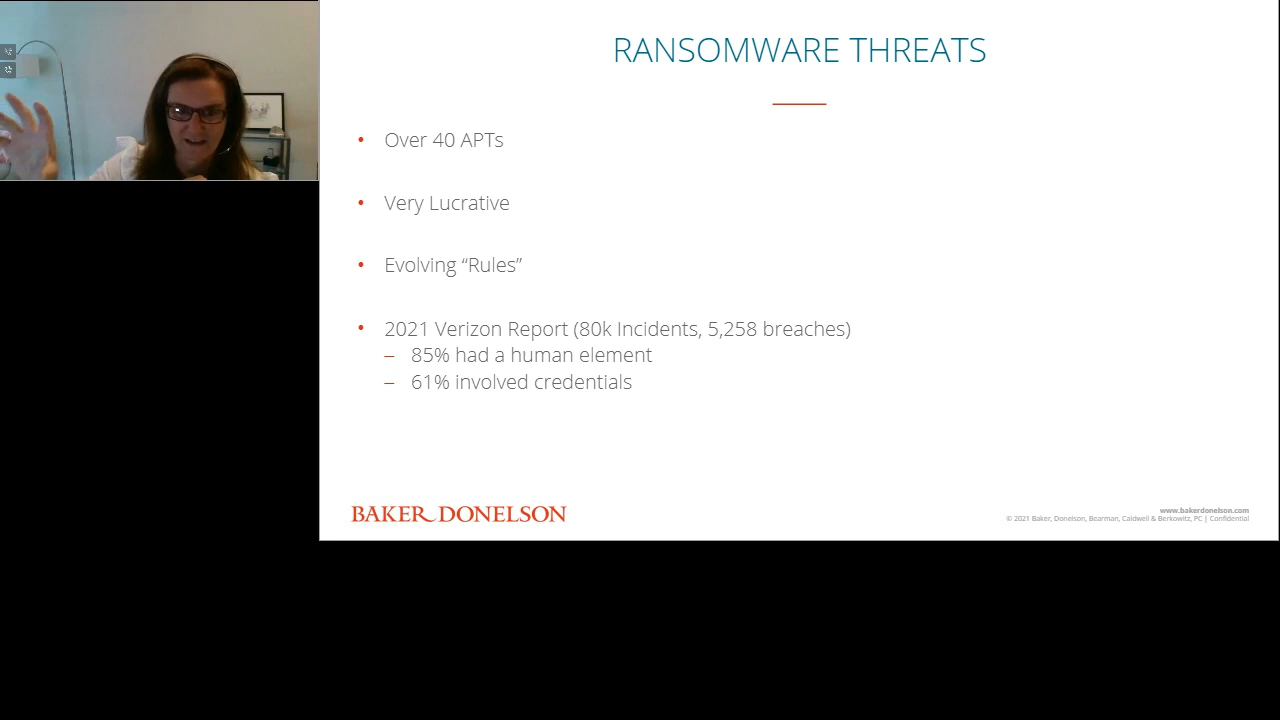 RANSOMWARE THREATS
• Over 40 APTs
• Very Lucrative
• Evolving “Rules”
• 2021 Verizon Report (80k Incidents, 5,258 breaches)
– 85% had a human element
– 61% involved credentials
BAKER DONELSON
www.bakerdonelson.com
© 2021 Baker, Donelson, Bearman, Caldwell & Berkowitz, PC | Confidential